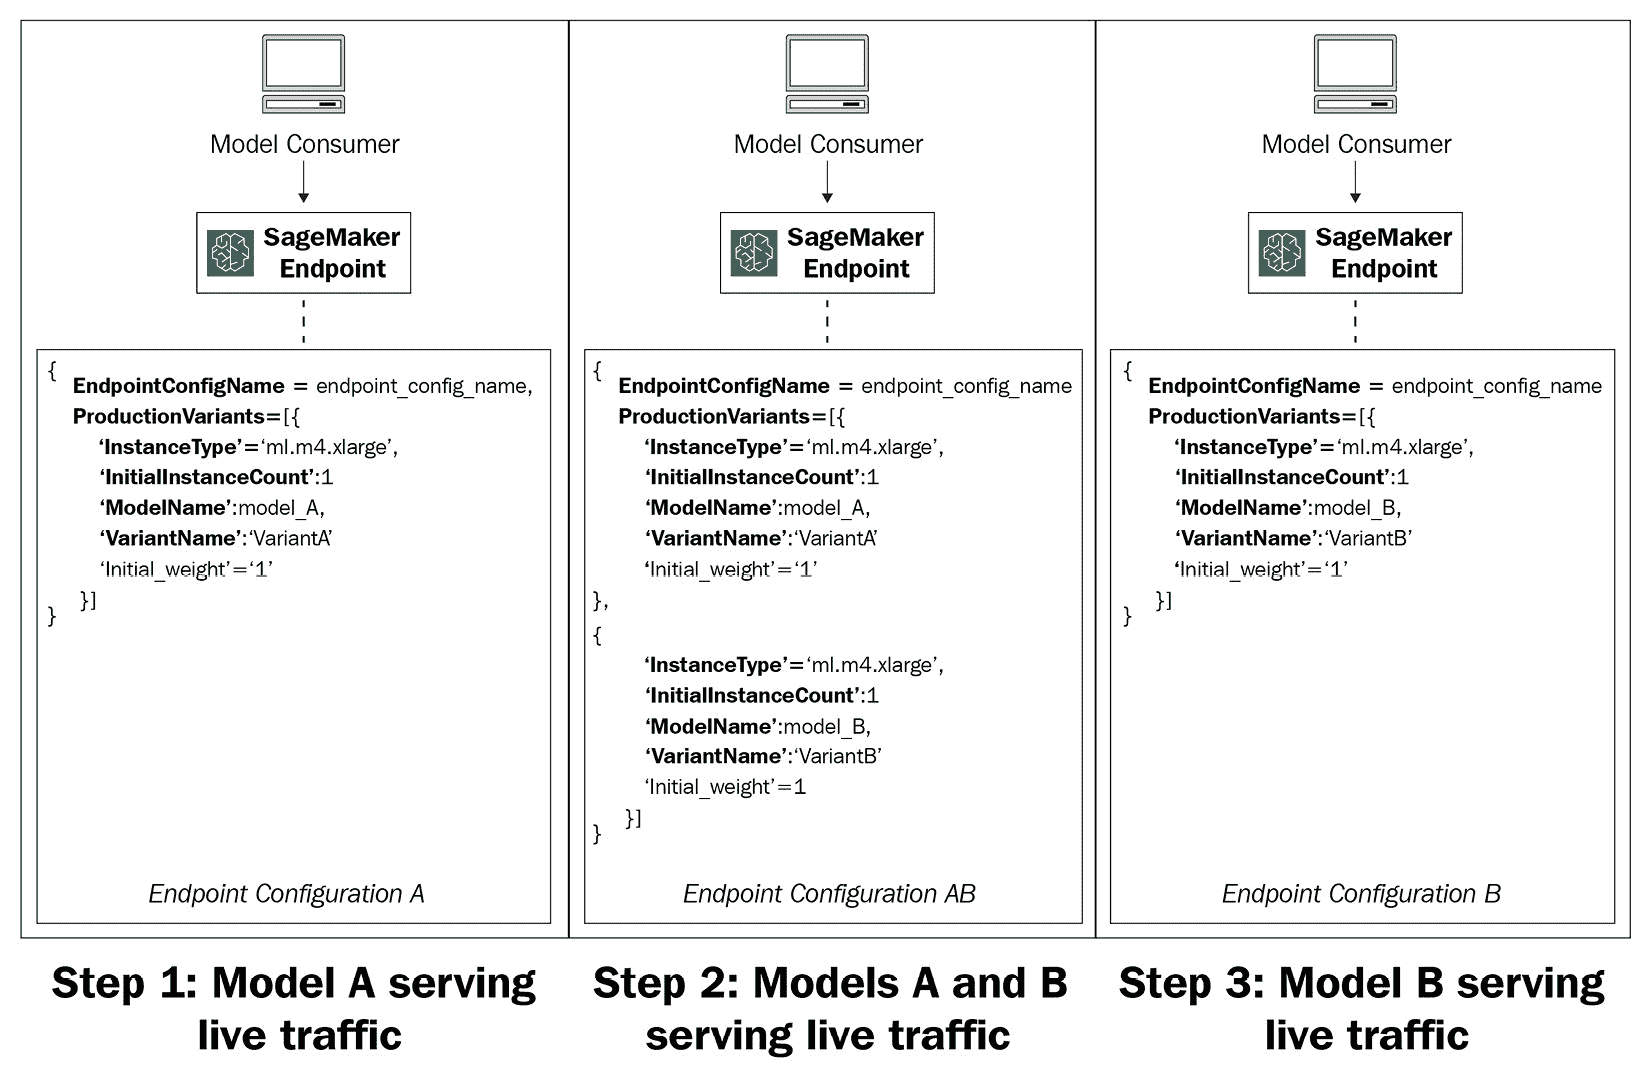 Model Consumer
SageMaker
Endpoint
{
EndpointConfigName = endpoint_config_name,
ProductionVariants=[{
‘InstanceType’=‘ml.m4.xlarge’,
‘InitialInstanceCount’:1
‘ModelName’:model_A,
‘VariantName’:‘VariantA’
‘Initial_weight’=‘1’
}]
}
Endpoint Configuration A
Step 1: Model A serving
live traffic
Model Consumer
SageMaker
Endpoint
{
EndpointConfigName = endpoint_config_name
ProductionVariants=[{
‘InstanceType’=‘ml.m4.xlarge’,
‘InitialInstanceCount’:1
‘ModelName’:model_A,
‘VariantName’:‘VariantA’
‘Initial_weight’=‘1’
},
{
‘InstanceType’=‘ml.m4.xlarge’,
‘InitialInstanceCount’:1
‘ModelName’:model_B,
‘VariantName’:‘VariantB’
‘Initial_weight’=1
}]
}
Endpoint Configuration AB
Step 2: Models A and B
serving live traffic
Model Consumer
SageMaker
Endpoint
{
EndpointConfigName = endpoint_config_name
ProductionVariants=[{
‘InstanceType’=‘ml.m4.xlarge’,
‘InitialInstanceCount’:1
‘ModelName’:model_B,
‘VariantName’:‘VariantB’
‘Initial_weight’=‘1’
}]
}
Endpoint Configuration B
Step 3: Model B serving
live traffic